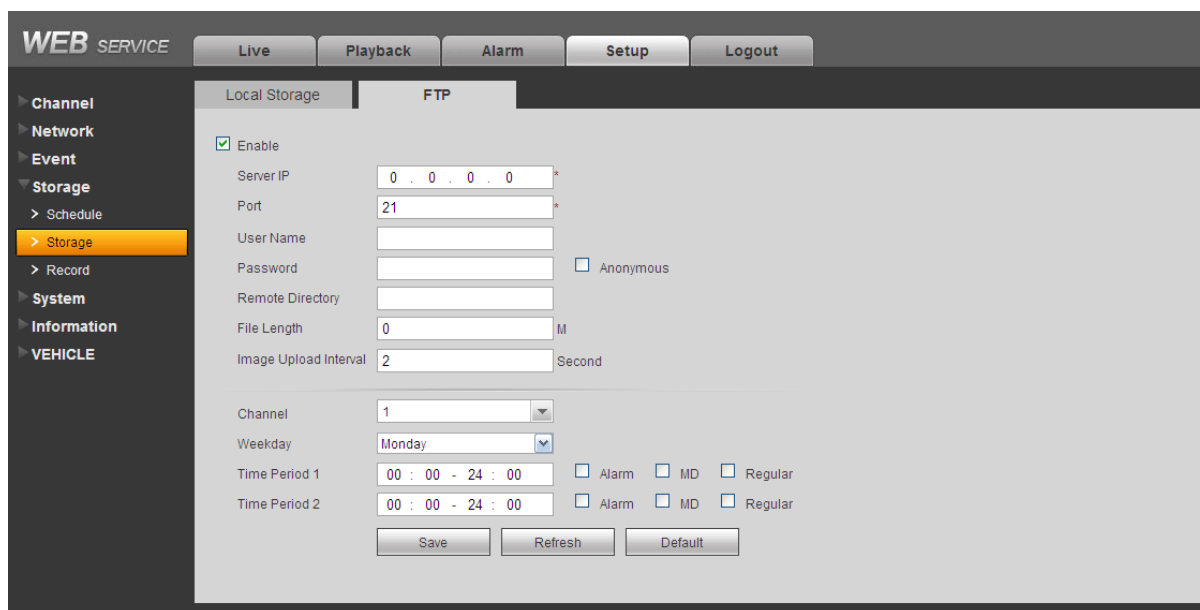 WEB SERVICE
Live Playback Alarm Setup Logout
Local Storage FTP
Channel
Network
Event
Storage
> Schedule
> Storage
> Record
System
Information
VEHICLE
Enable
Server IP 0 . 0 . 0 . 0 *
Port 21 *
User Name
Password Anonymous
Remote Directory
File Length 0 M
Image Upload Interval 2 Second
Channel 1
Weekday Monday
Time Period 1 00 : 00 - 24 : 00 Alarm MD Regular
Time Period 2 00 : 00 - 24 : 00 Alarm MD Regular
Save Refresh Default